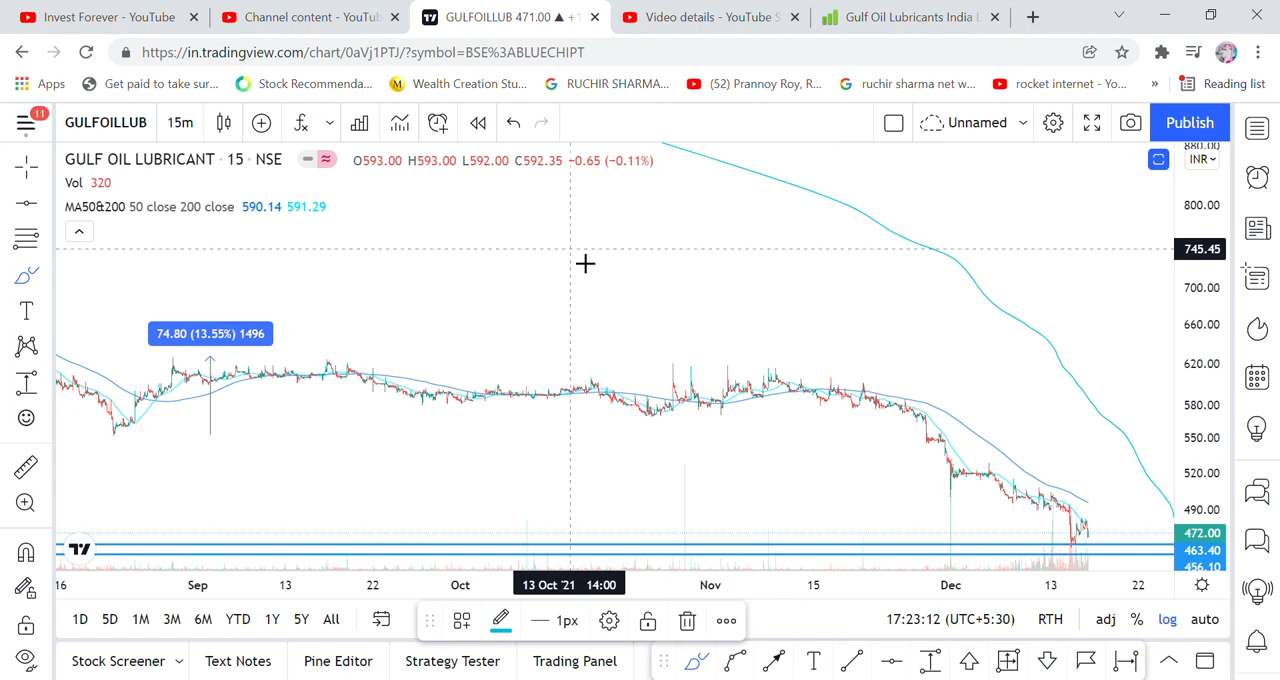 Invest Forever - YouTube
Channel content - YouTu
GULFOILLUB 471.00 ▲ +1
Video details - YouTube S
Gulf Oil Lubricants India L
https://in.tradingview.com/chart/0aVj1PTJ/?symbol=BSE%3ABLUECHIPT
Apps
Get paid to take sur...
Stock Recommenda...
Wealth Creation Stu...
RUCHIR SHARMA...
(52) Prannoy Roy, R...
ruchir sharma net w...
rocket internet - Yo...
»
Reading list
11
GULFOILLUB
15m
Unnamed
Publish
GULF OIL LUBRICANT · 15 · NSE
O593.00 H593.00 L592.00 C592.35 −0.65 (−0.11%)
Vol 320
MA50&200 50 close 200 close 590.14 591.29
880.00
INR
800.00
745.45
700.00
660.00
620.00
580.00
550.00
520.00
490.00
472.00
463.40
456.10
74.80 (13.55%) 1496
16
Sep
13
22
Oct
13 Oct '21 14:00
Nov
15
Dec
13
22
1D 5D 1M 3M 6M YTD 1Y 5Y All
1px
17:23:12 (UTC+5:30)
RTH
adj
%
log
auto
Stock Screener
Text Notes
Pine Editor
Strategy Tester
Trading Panel